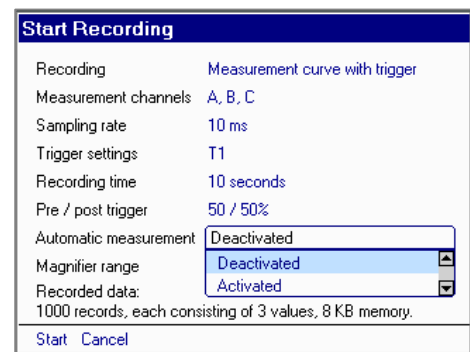 Start Recording
Recording Measurement curve with trigger
Measurement channels A, B, C
Sampling rate 10 ms
Trigger settings T1
Recording time 10 seconds
Pre / post trigger 50 / 50%
Automatic measurement Deactivated
Magnifier range Deactivated
Recorded data: Activated
1000 records, each consisting of 3 values, 8 KB memory.
Start Cancel